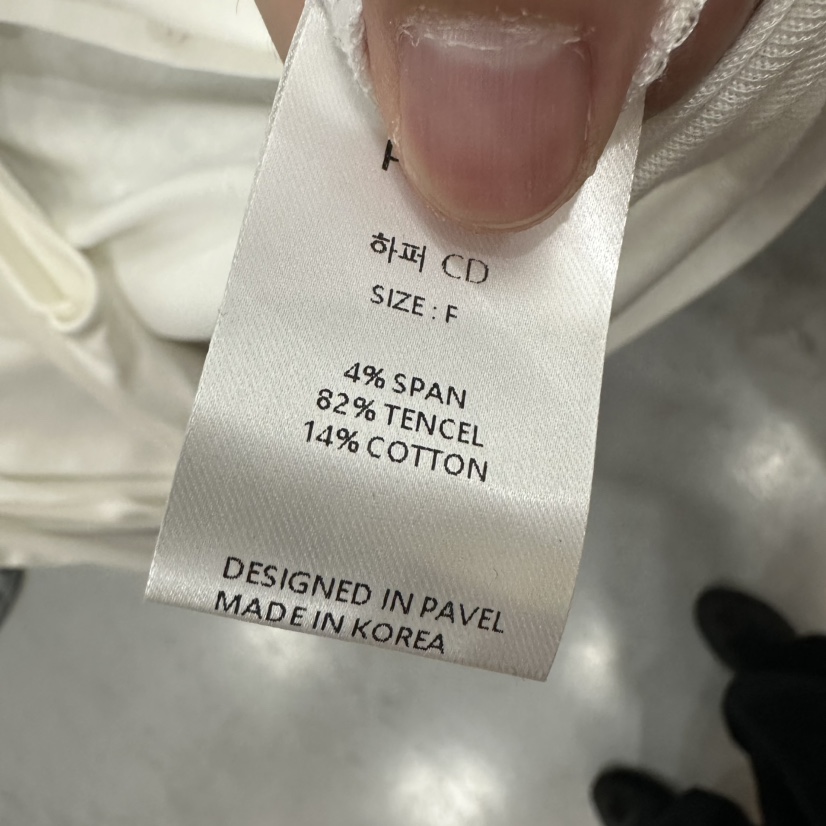 하퍼 CD
SIZE : F
4% SPAN
82% TENCEL
14% COTTON
DESIGNED IN PAVEL
MADE IN KOREA